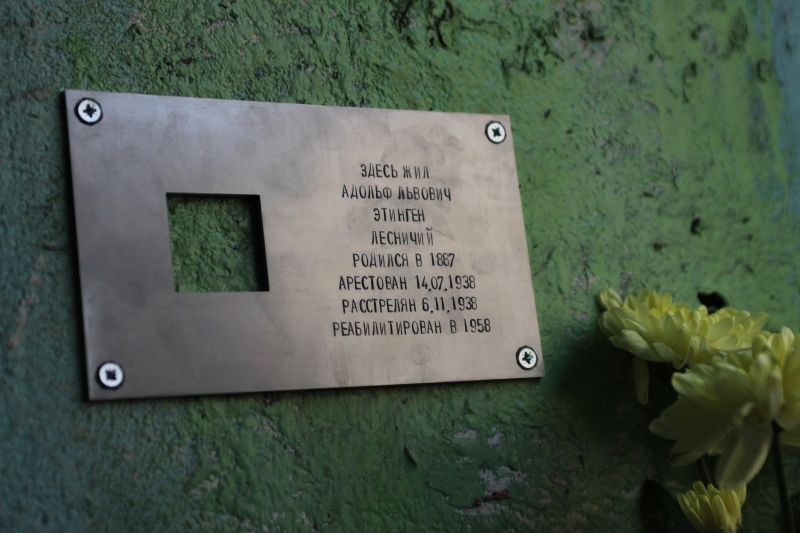 ЗДЕСЬ ЖИЛ
АДОЛЬФ ЛЬВОВИЧ
ЭТИНГЕН
ЛЕСНИЧИЙ
РОДИЛСЯ В 1887
АРЕСТОВАН 14.07.1938
РАССТРЕЛЯН 6.11.1938
РЕАБИЛИТИРОВАН В 1958